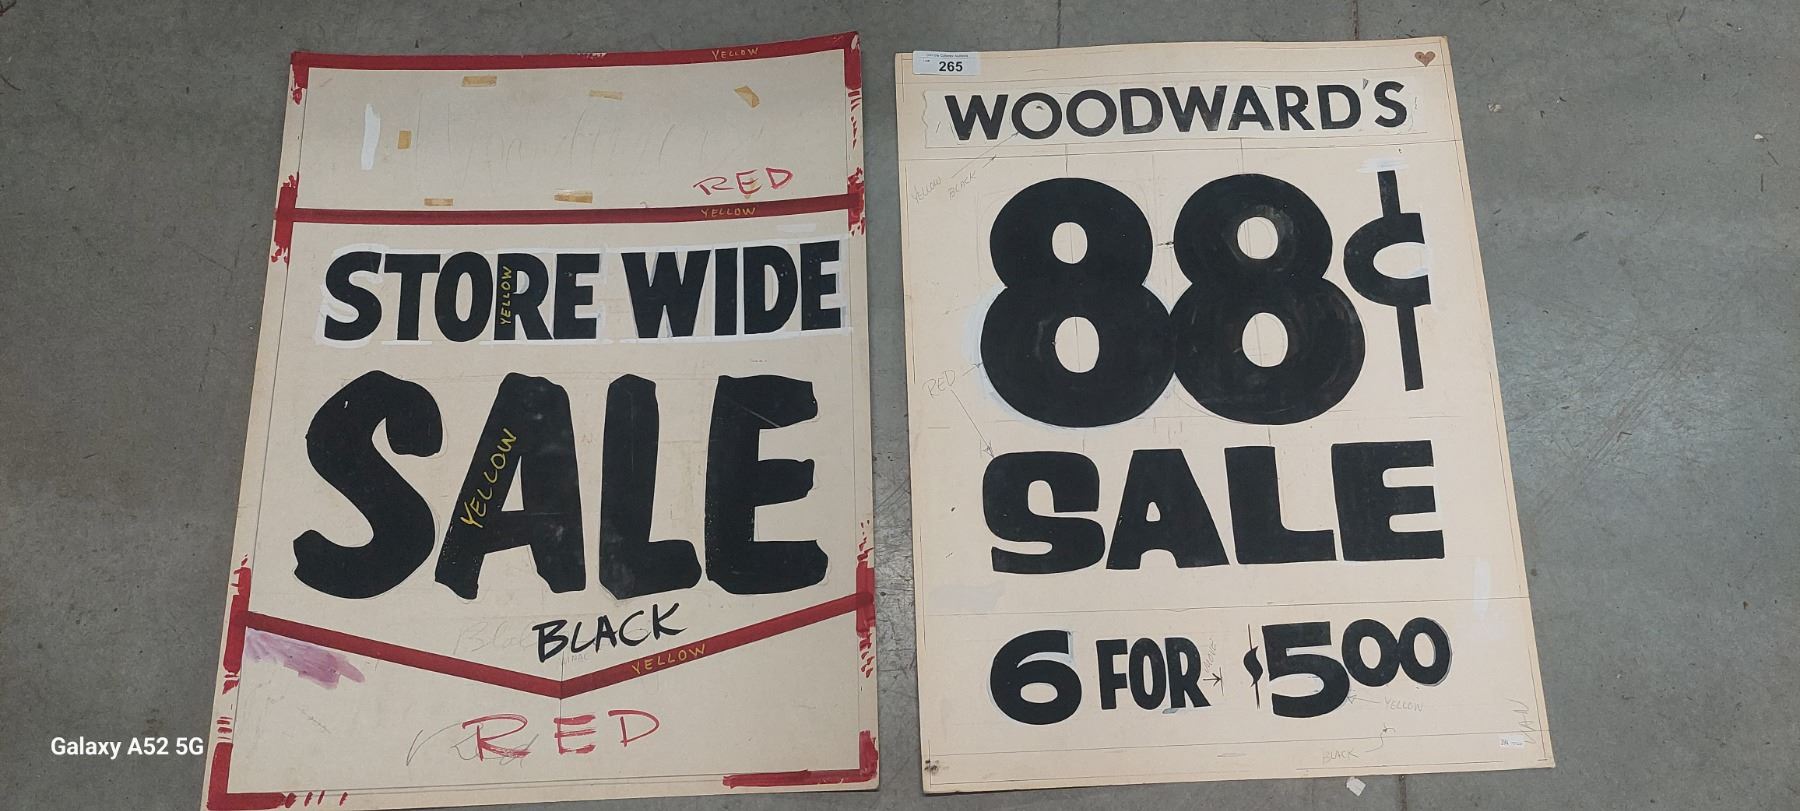 YELLOW
RED
YELLOW
STORE WIDE
YELLOW
SALE
YELLOW
BLACK
YELLOW
RED
265
WOODWARD'S
YELLOW
BLACK
88¢
RED
SALE
6 FOR $5.00
YELLOW
BLACK
Galaxy A52 5G